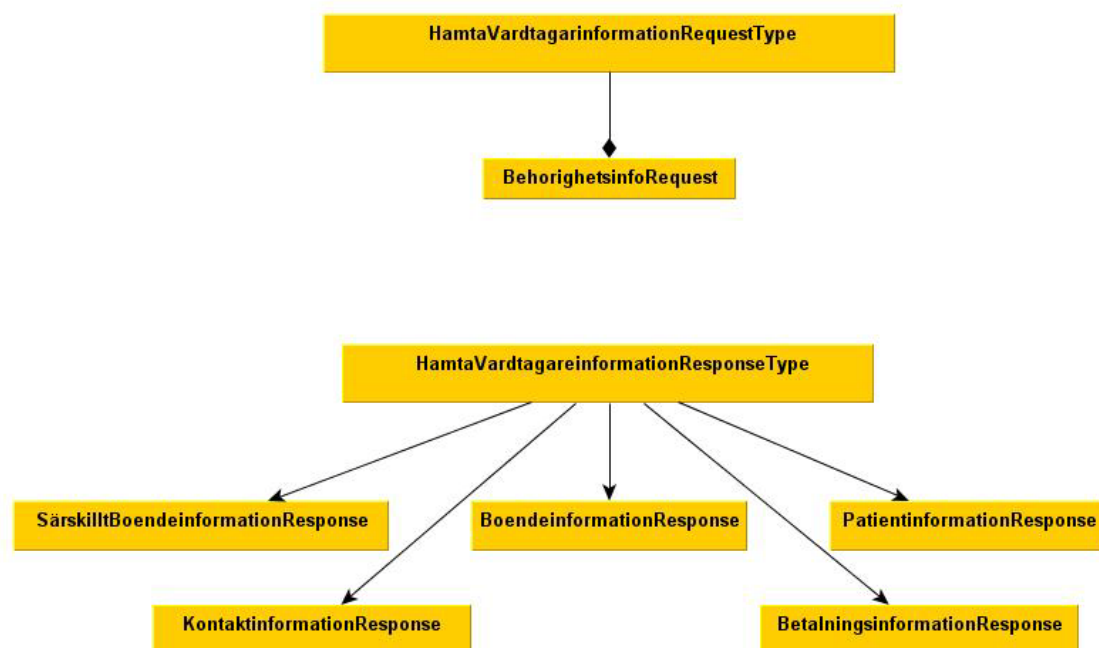 HamtaVardtagarinformationRequestType
BehorighetsinfoRequest
HamtaVardtagareinformationResponseType
SärskilltBoendeinformationResponse
BoendeinformationResponse
PatientinformationResponse
KontaktinformationResponse
BetalningsinformationResponse